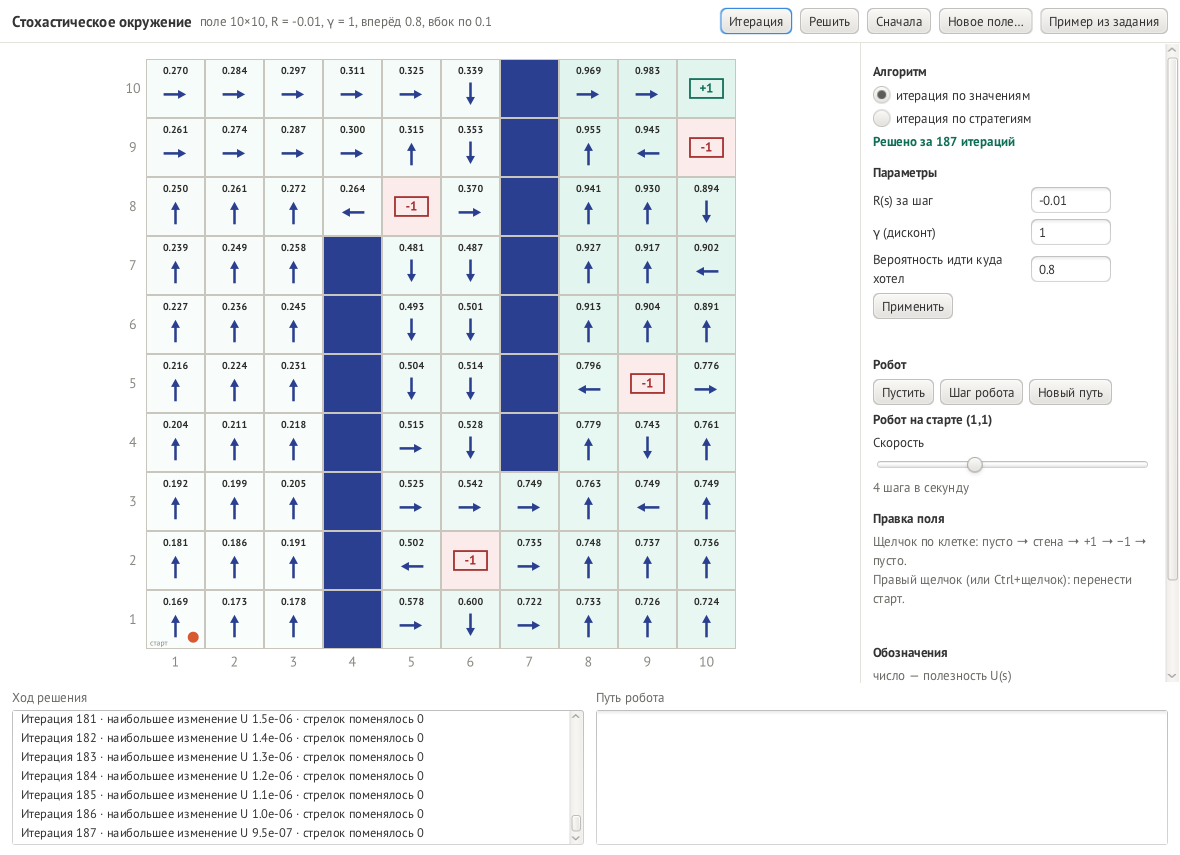 Стохастическое окружение поле 10×10, R = -0.01, γ = 1, вперёд 0.8, вбок по 0.1
Итерация Решить Сначала Новое поле... Пример из задания
10 0.270 0.284 0.297 0.311 0.325 0.339 0.969 0.983 +1
9 0.261 0.274 0.287 0.300 0.315 0.353 0.955 0.945 -1
8 0.250 0.261 0.272 0.264 -1 0.370 0.941 0.930 0.894
7 0.239 0.249 0.258 0.481 0.487 0.927 0.917 0.902
6 0.227 0.236 0.245 0.493 0.501 0.913 0.904 0.891
5 0.216 0.224 0.231 0.504 0.514 0.796 -1 0.776
4 0.204 0.211 0.218 0.515 0.528 0.779 0.743 0.761
3 0.192 0.199 0.205 0.525 0.542 0.749 0.763 0.749 0.749
2 0.181 0.186 0.191 0.502 -1 0.735 0.748 0.737 0.736
1 0.169 0.173 0.178 0.578 0.600 0.722 0.733 0.726 0.724
старт
1 2 3 4 5 6 7 8 9 10
Алгоритм
итерация по значениям
итерация по стратегиям
Решено за 187 итераций
Параметры
R(s) за шаг -0.01
γ (дисконт) 1
Вероятность идти куда
хотел 0.8
Применить
Робот
Пустить Шаг робота Новый путь
Робот на старте (1,1)
Скорость
4 шага в секунду
Правка поля
Щелчок по клетке: пусто → стена → +1 → −1 →
пусто.
Правый щелчок (или Ctrl+щелчок): перенести
старт.
Обозначения
число — полезность U(s)
Ход решения
Итерация 181 · наибольшее изменение U 1.5e-06 · стрелок поменялось 0
Итерация 182 · наибольшее изменение U 1.4e-06 · стрелок поменялось 0
Итерация 183 · наибольшее изменение U 1.3e-06 · стрелок поменялось 0
Итерация 184 · наибольшее изменение U 1.2e-06 · стрелок поменялось 0
Итерация 185 · наибольшее изменение U 1.1e-06 · стрелок поменялось 0
Итерация 186 · наибольшее изменение U 1.0e-06 · стрелок поменялось 0
Итерация 187 · наибольшее изменение U 9.5e-07 · стрелок поменялось 0
Путь робота